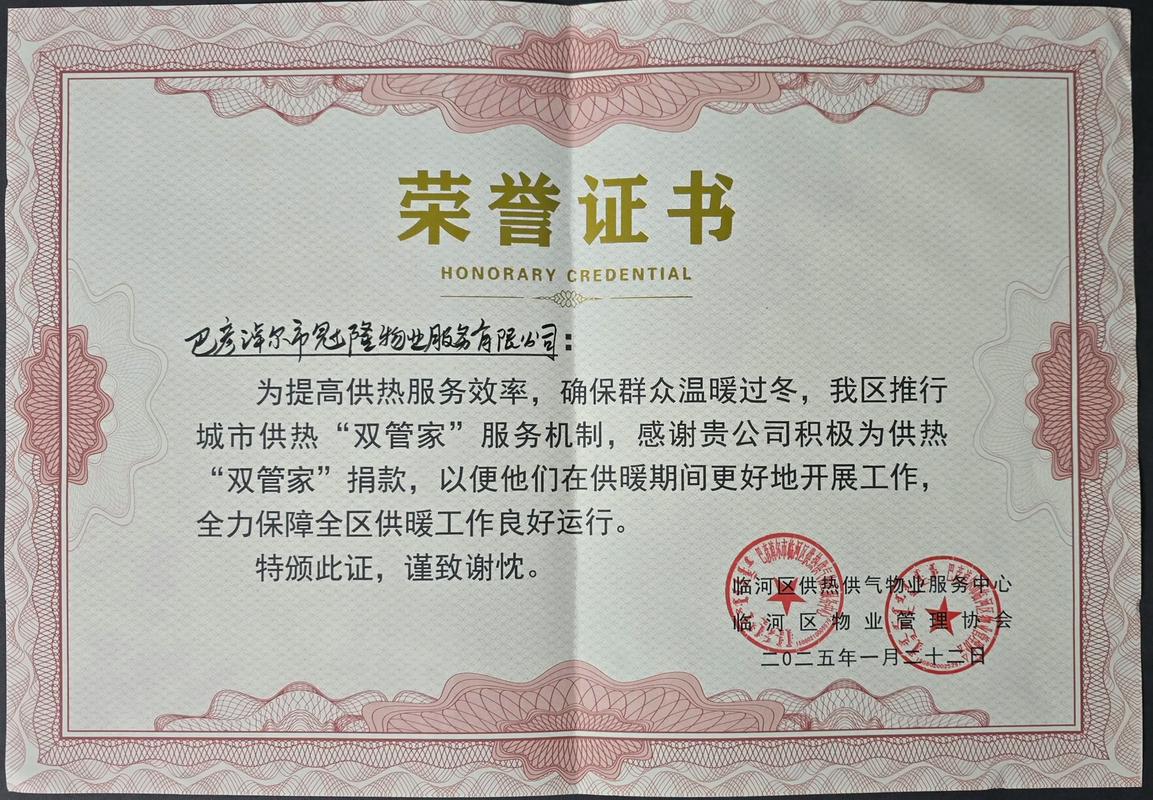 荣誉证书
HONORARY CREDENTIAL
巴彦淖尔市冠隆物业服务有限公司：
为提高供热服务效率，确保群众温暖过冬，我区推行
城市供热“双管家”服务机制，感谢贵公司积极为供热
“双管家”捐款，以便他们在供暖期间更好地开展工作，
全力保障全区供暖工作良好运行。
特颁此证，谨致谢忱。
临河区供热供气物业服务中心
临河区物业管理协会
二0二五年一月二十二日